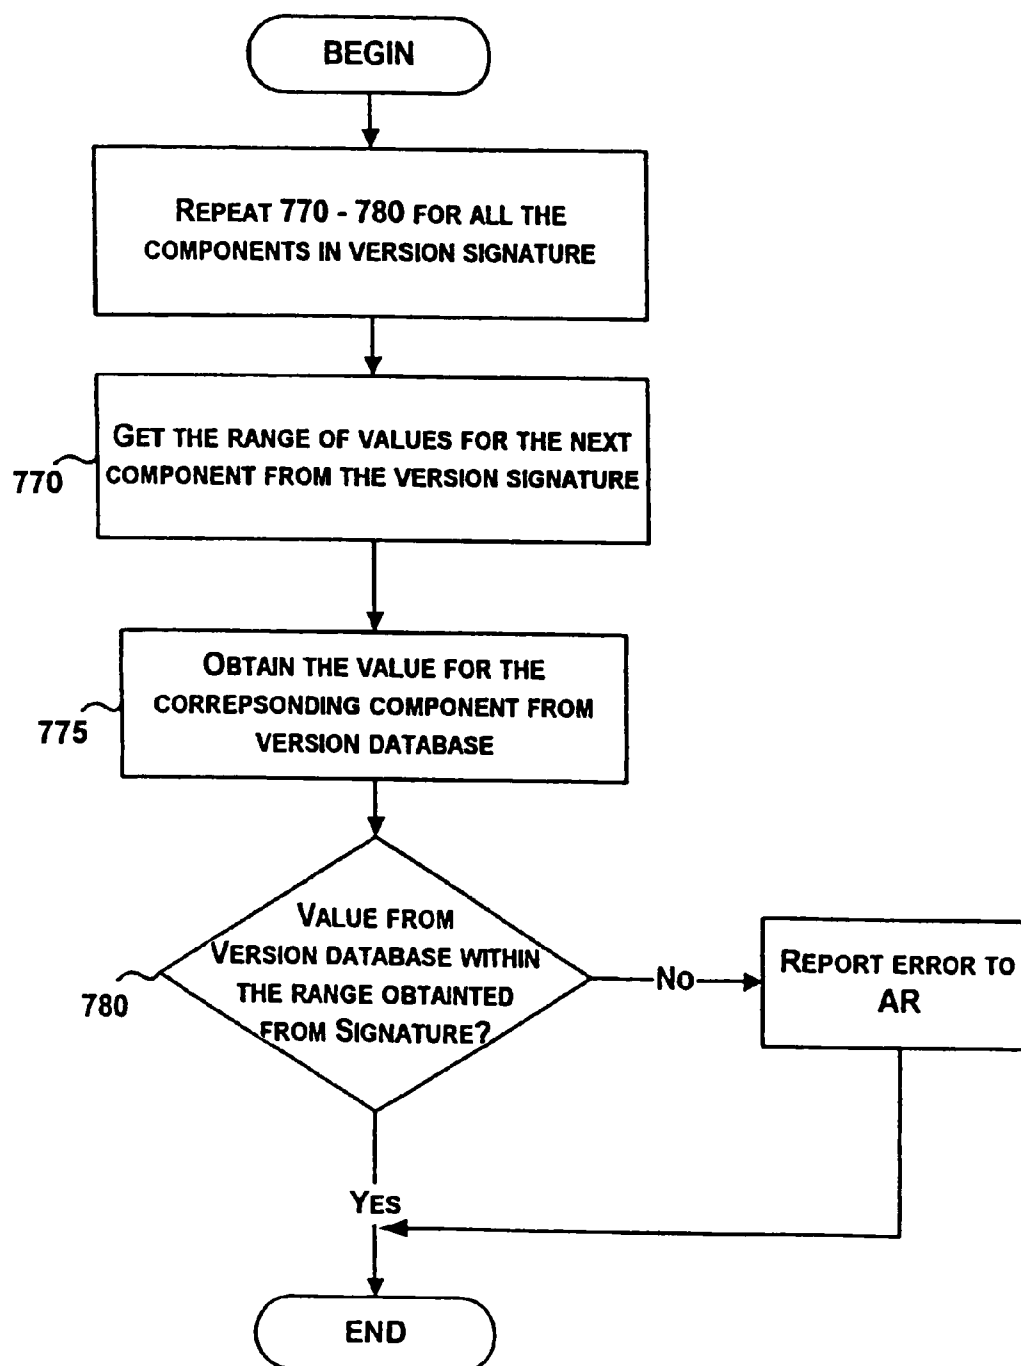 BEGIN
REPEAT 770 - 780 FOR ALL THE
COMPONENTS IN VERSION SIGNATURE
GET THE RANGE OF VALUES FOR THE NEXT
COMPONENT FROM THE VERSION SIGNATURE
770
OBTAIN THE VALUE FOR THE
CORREPSONDING COMPONENT FROM
VERSION DATABASE
775
VALUE FROM
VERSION DATABASE WITHIN
THE RANGE OBTAINTED
FROM SIGNATURE?
780
NO
REPORT ERROR TO
AR
YES
END